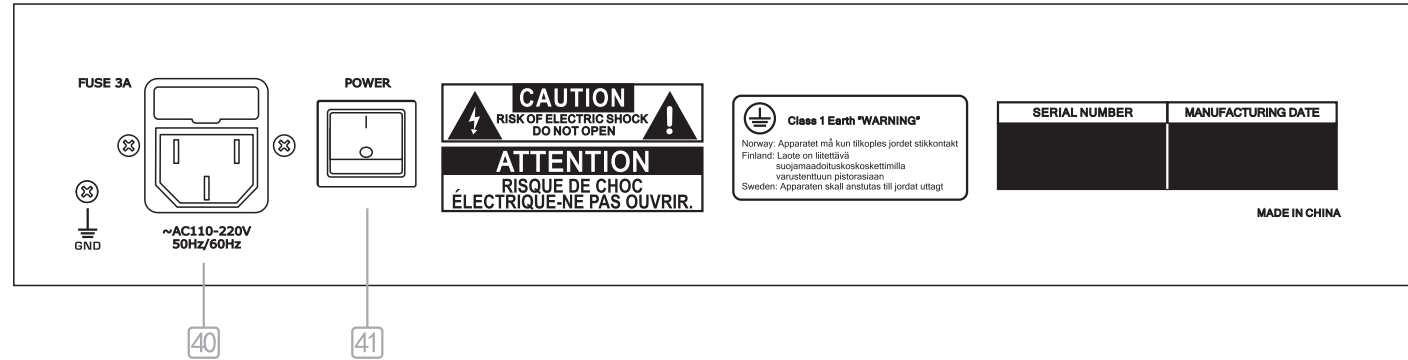 FUSE 3A
POWER
~AC110-220V
50Hz/60Hz
GND
CAUTION
RISK OF ELECTRIC SHOCK
DO NOT OPEN
ATTENTION
RISQUE DE CHOC
ÉLECTRIQUE-NE PAS OUVRIR.
Class 1 Earth "WARNING"
Norway: Apparatet må kun tilkoples jordet stikkontakt
Finland: Laote on liitettävä
suojamaadoituskoskoskettimilla
varustenttuun pistorasiaan
Sweden: Apparaten skall anstutas till jordat uttagt
SERIAL NUMBER
MANUFACTURING DATE
MADE IN CHINA
40
41